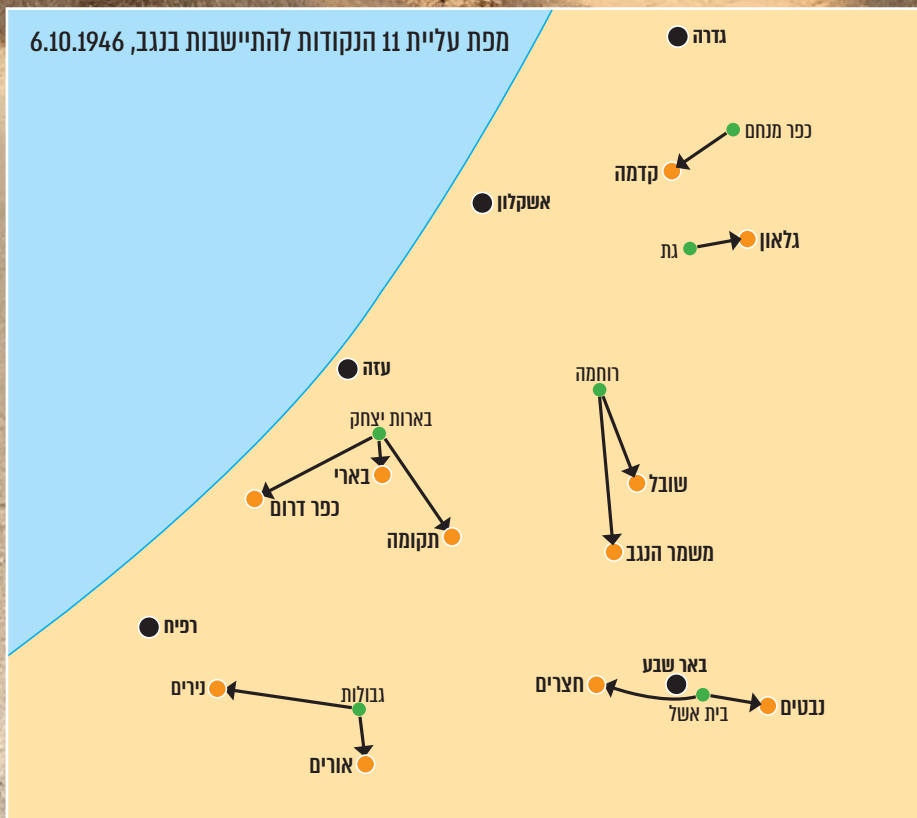 מפת עליית 11 הנקודות להתיישבות בנגב, 6.10.1946
גדרה
כפר מנחם
קדמה
אשקלון
גלאון
גת
עזה
רוחמה
בארות יצחק
בארי
שובל
כפר דרום
תקומה
משמר הנגב
רפיח
באר שבע
נירים
גבולות
חצרים
בית אשל
נבטים
אורים